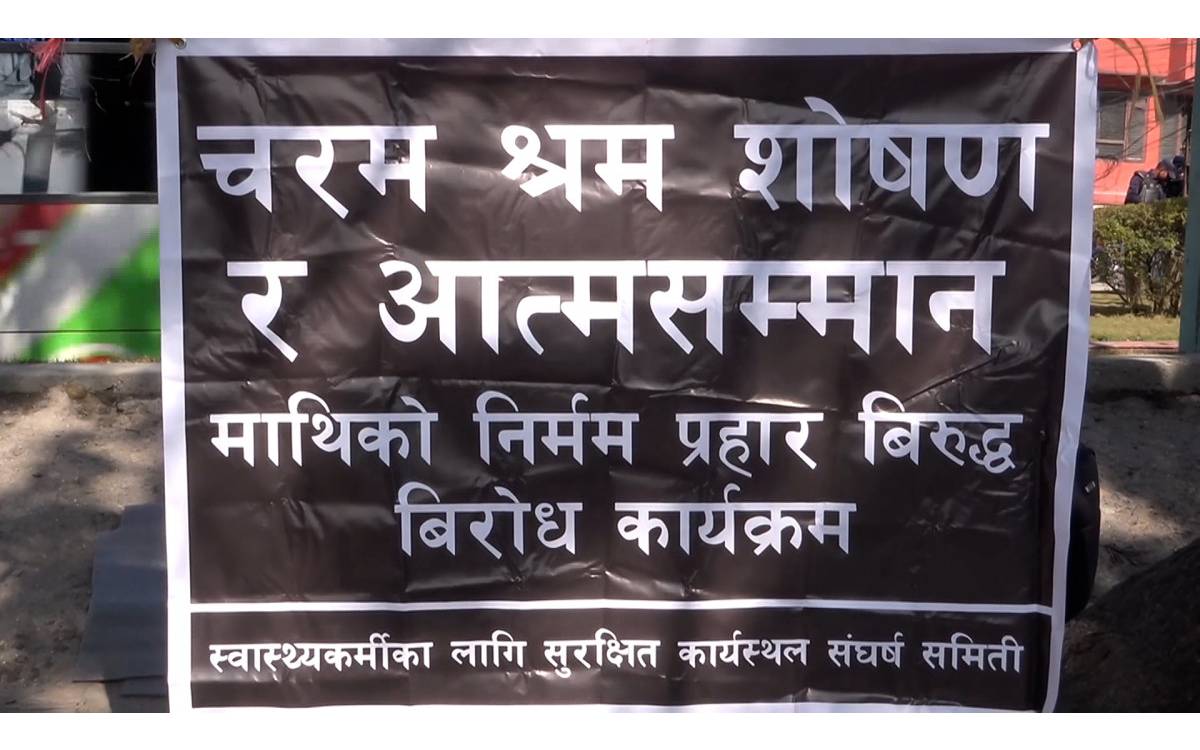 चरम श्रम शोषण
र आत्मसम्मान
माथिको निर्मम प्रहार बिरुद्ध
बिरोध कार्यक्रम
स्वास्थ्यकर्मीका लागि सुरक्षित कार्यस्थल संघर्ष समिती